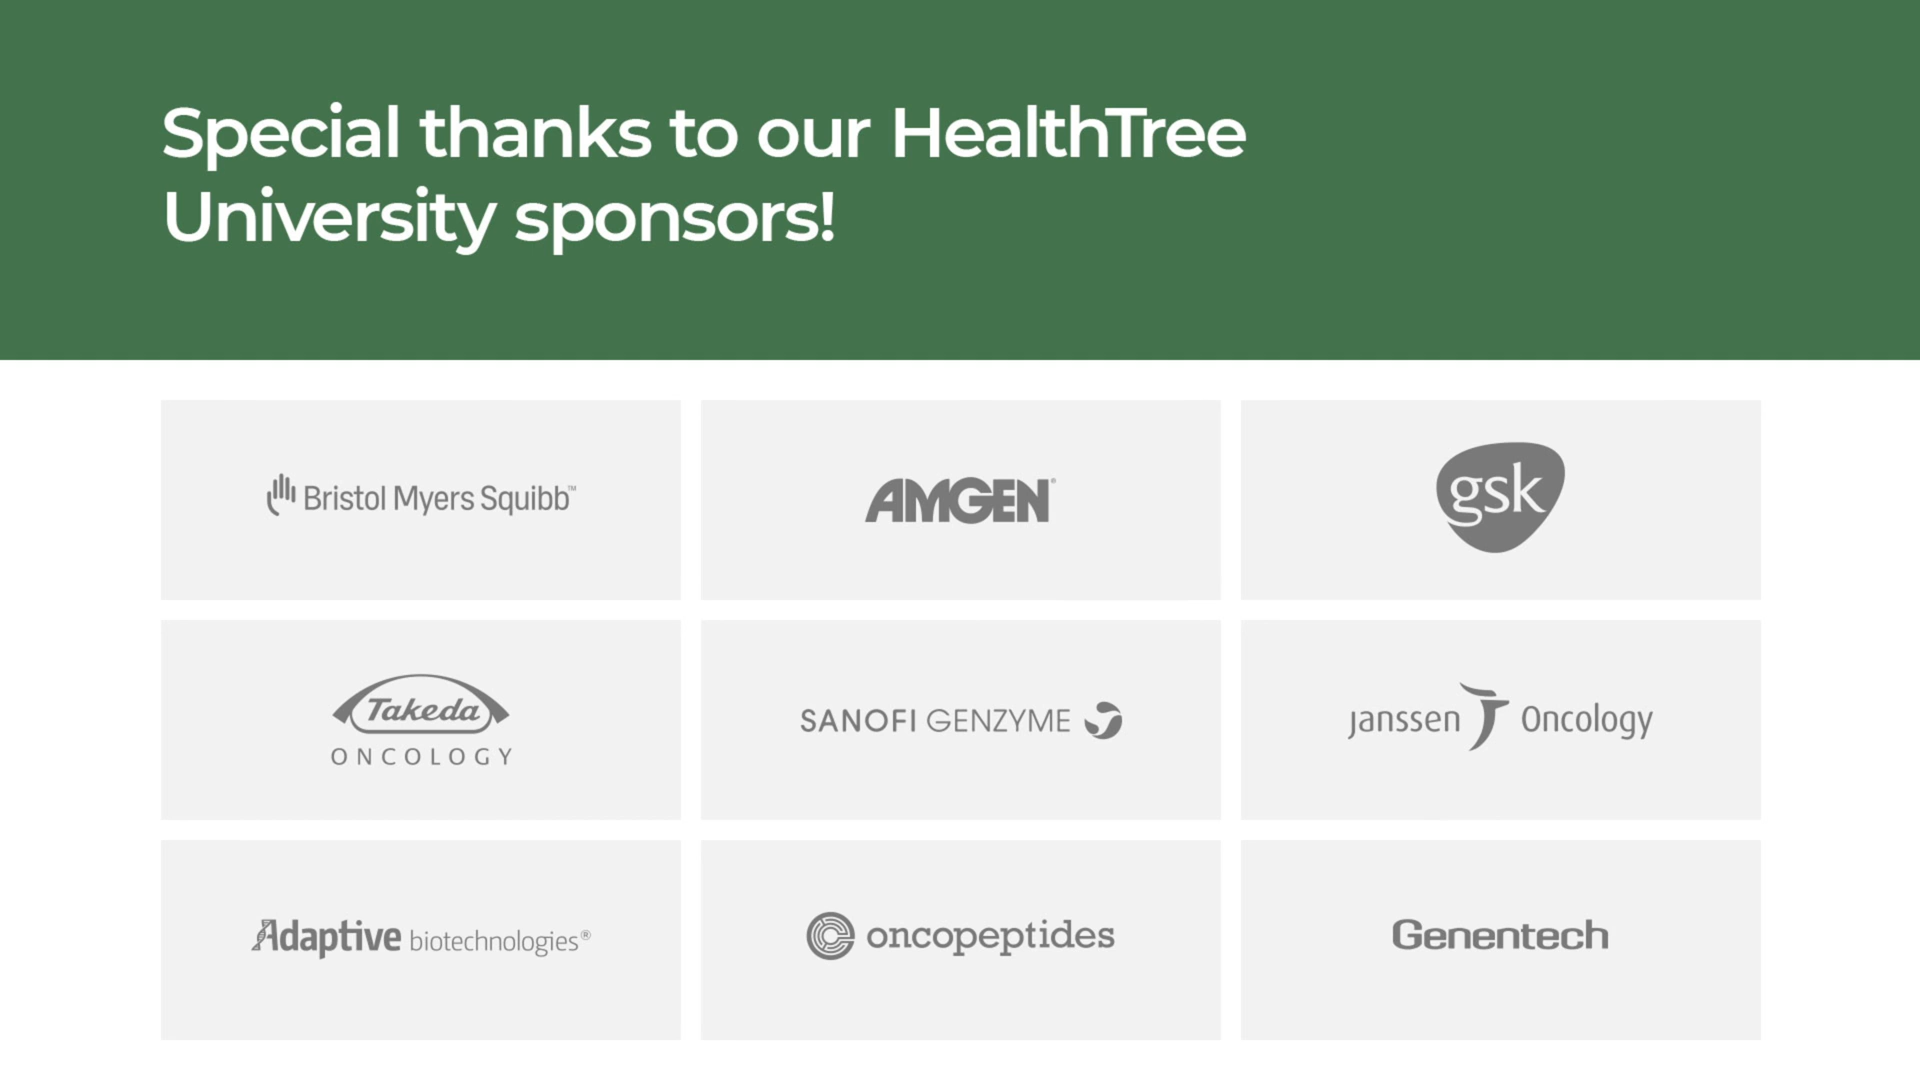 Special thanks to our HealthTree
University sponsors!
Bristol Myers Squibb™
AMGEN®
gsk
Takeda
ONCOLOGY
SANOFI GENZYME
janssen Oncology
Adaptive biotechnologies®
oncopeptides
Genentech